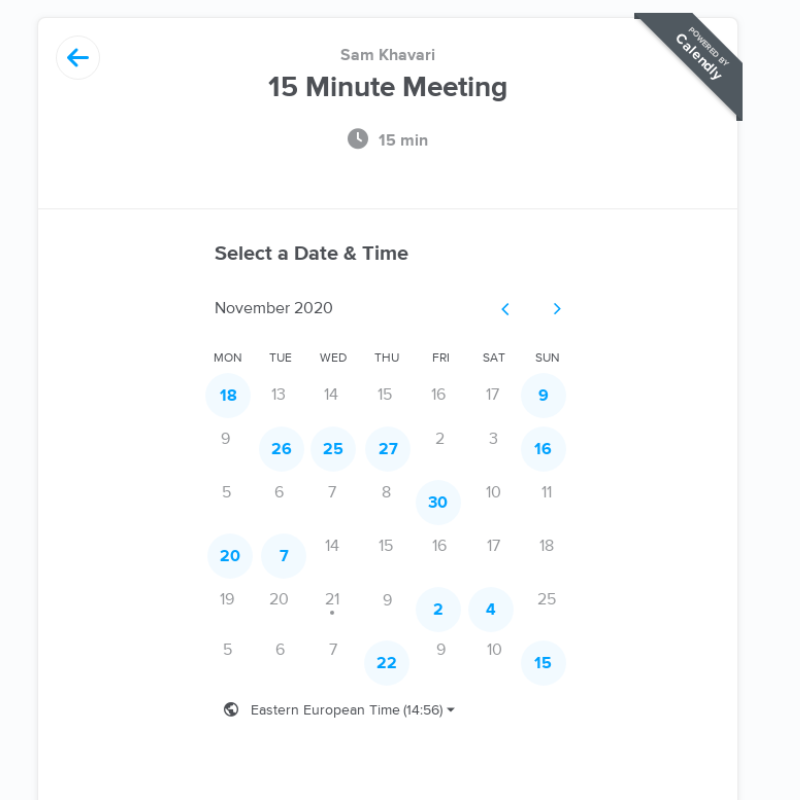 POWERED BY
Calendly
Sam Khavari
15 Minute Meeting
15 min
Select a Date & Time
November 2020
MON TUE WED THU FRI SAT SUN
18 13 14 15 16 17 9
9 26 25 27 2 3 16
5 6 7 8 30 10 11
20 7 14 15 16 17 18
19 20 21 9 2 4 25
5 6 7 22 9 10 15
Eastern European Time (14:56)